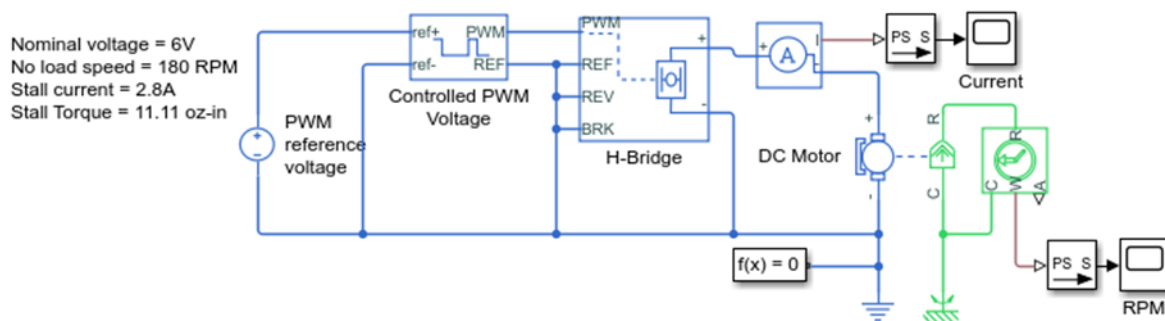 Nominal voltage = 6V
No load speed = 180 RPM
Stall current = 2.8A
Stall Torque = 11.11 oz-in
PWM
reference
voltage
ref+
ref-
PWM
REF
Controlled PWM
Voltage
PWM
REF
REV
BRK
+
-
H-Bridge
+
A
I
-
PS S
Current
DC Motor
+
-
R
C
R
C
W
A
f(x) = 0
PS S
RPM